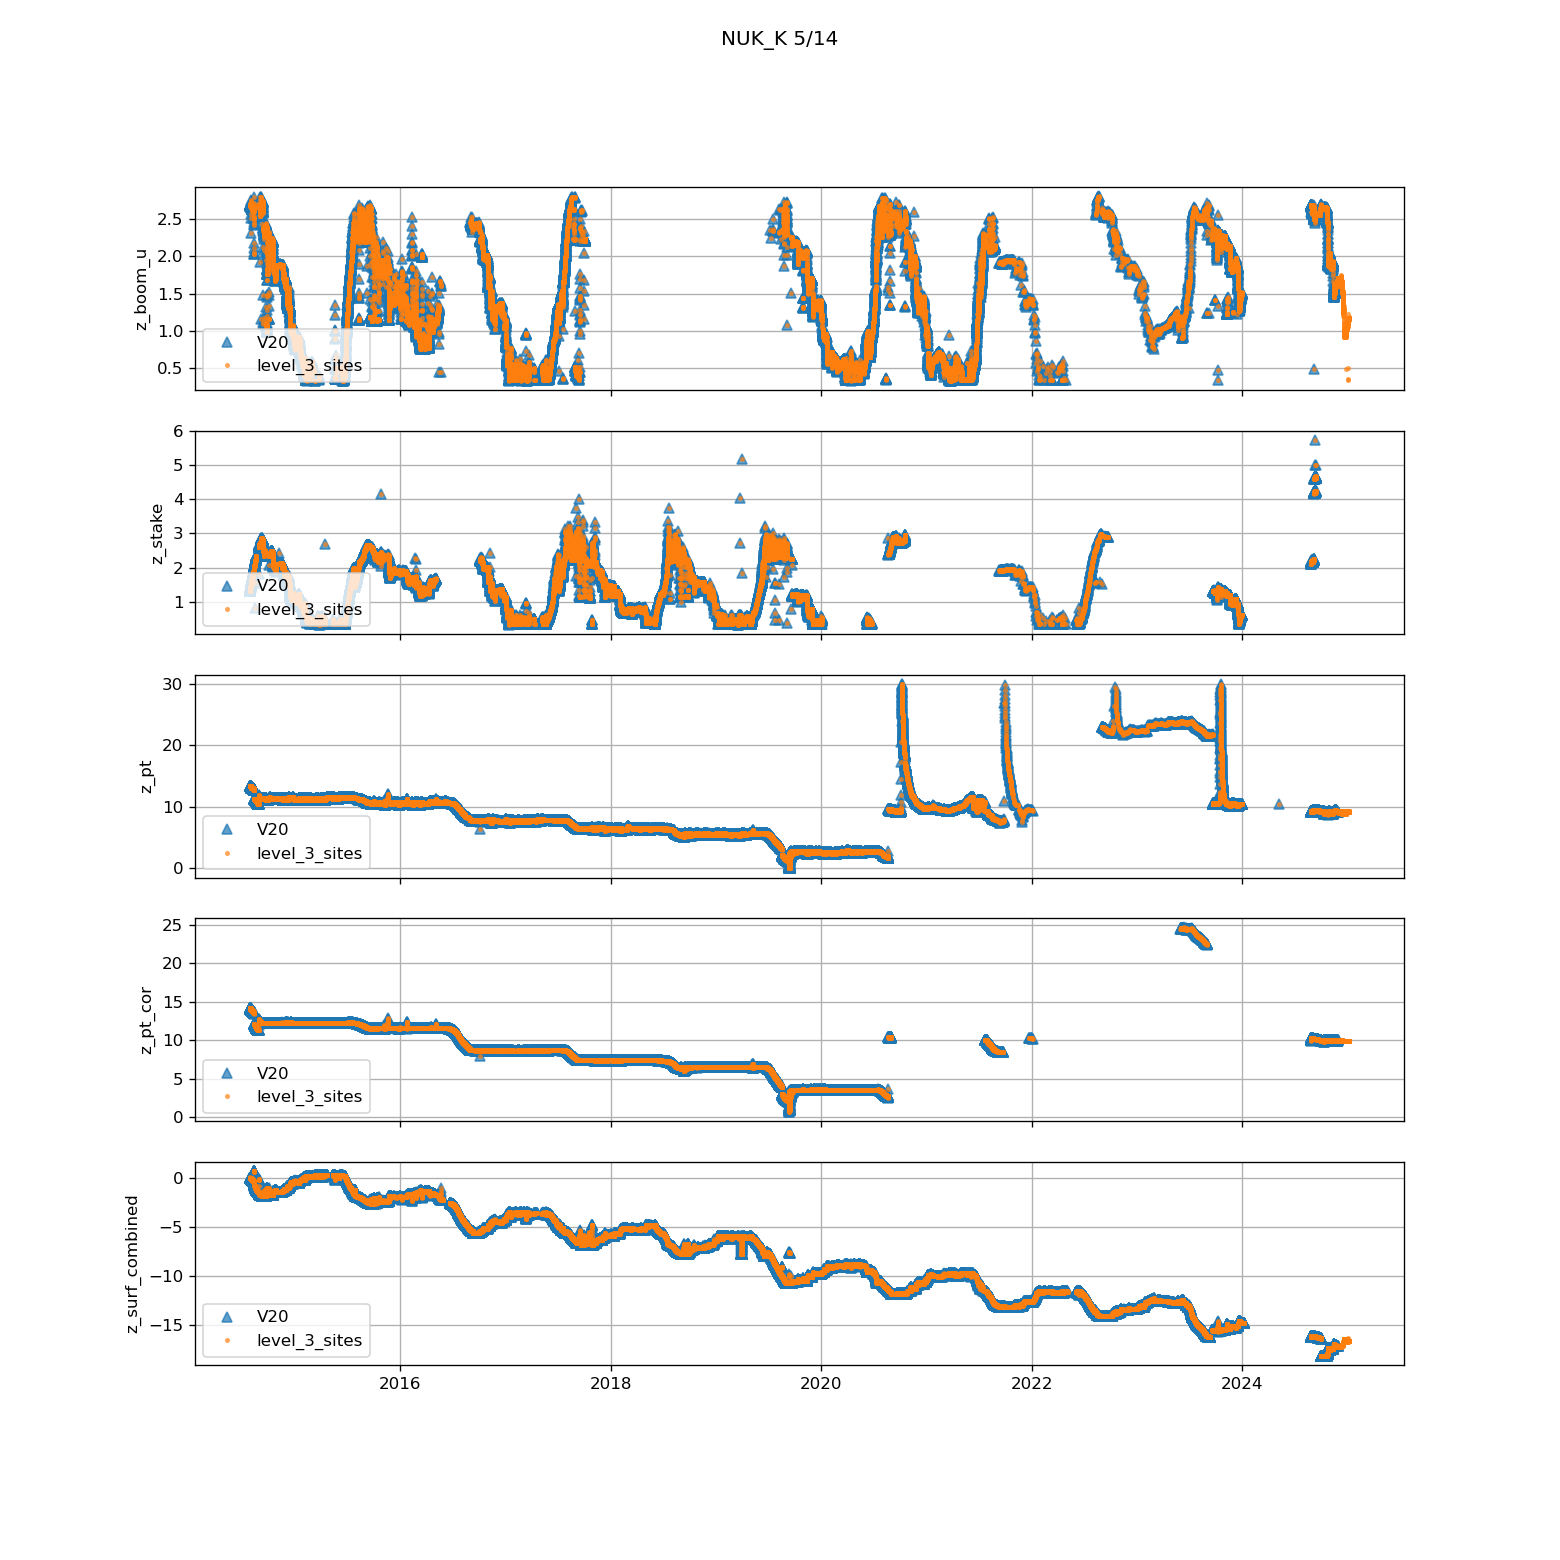 NUK_K 5/14
z_boom_u
2.5
2.0
1.5
1.0
0.5
V20
level_3_sites
z_stake
6
5
4
3
2
1
V20
level_3_sites
z_pt
30
20
10
0
V20
level_3_sites
z_pt_cor
25
20
15
10
5
0
V20
level_3_sites
z_surf_combined
0
−5
−10
−15
V20
level_3_sites
2016 2018 2020 2022 2024